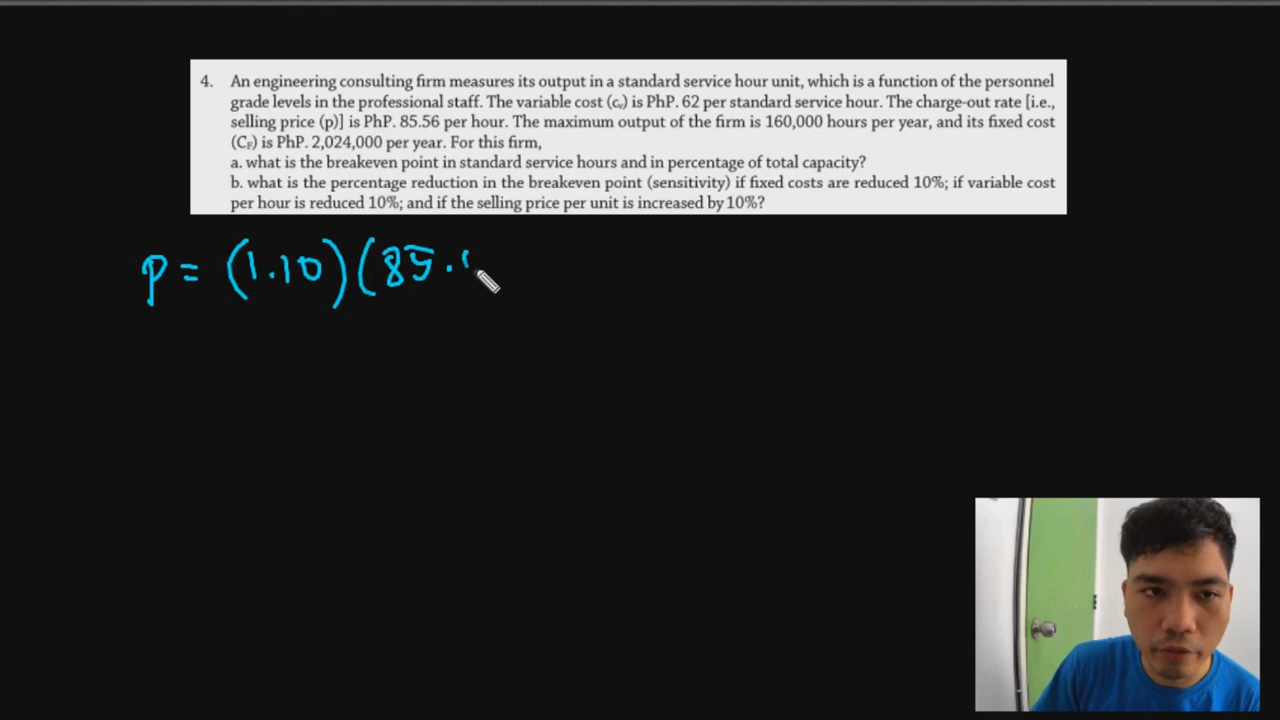 4. An engineering consulting firm measures its output in a standard service hour unit, which is a function of the personnel
grade levels in the professional staff. The variable cost (cᵥ) is PhP. 62 per standard service hour. The charge-out rate [i.e.,
selling price (p)] is PhP. 85.56 per hour. The maximum output of the firm is 160,000 hours per year, and its fixed cost
(C_F) is PhP. 2,024,000 per year. For this firm,
a. what is the breakeven point in standard service hours and in percentage of total capacity?
b. what is the percentage reduction in the breakeven point (sensitivity) if fixed costs are reduced 10%; if variable cost
per hour is reduced 10%; and if the selling price per unit is increased by 10%?
P = (1.10)(85.